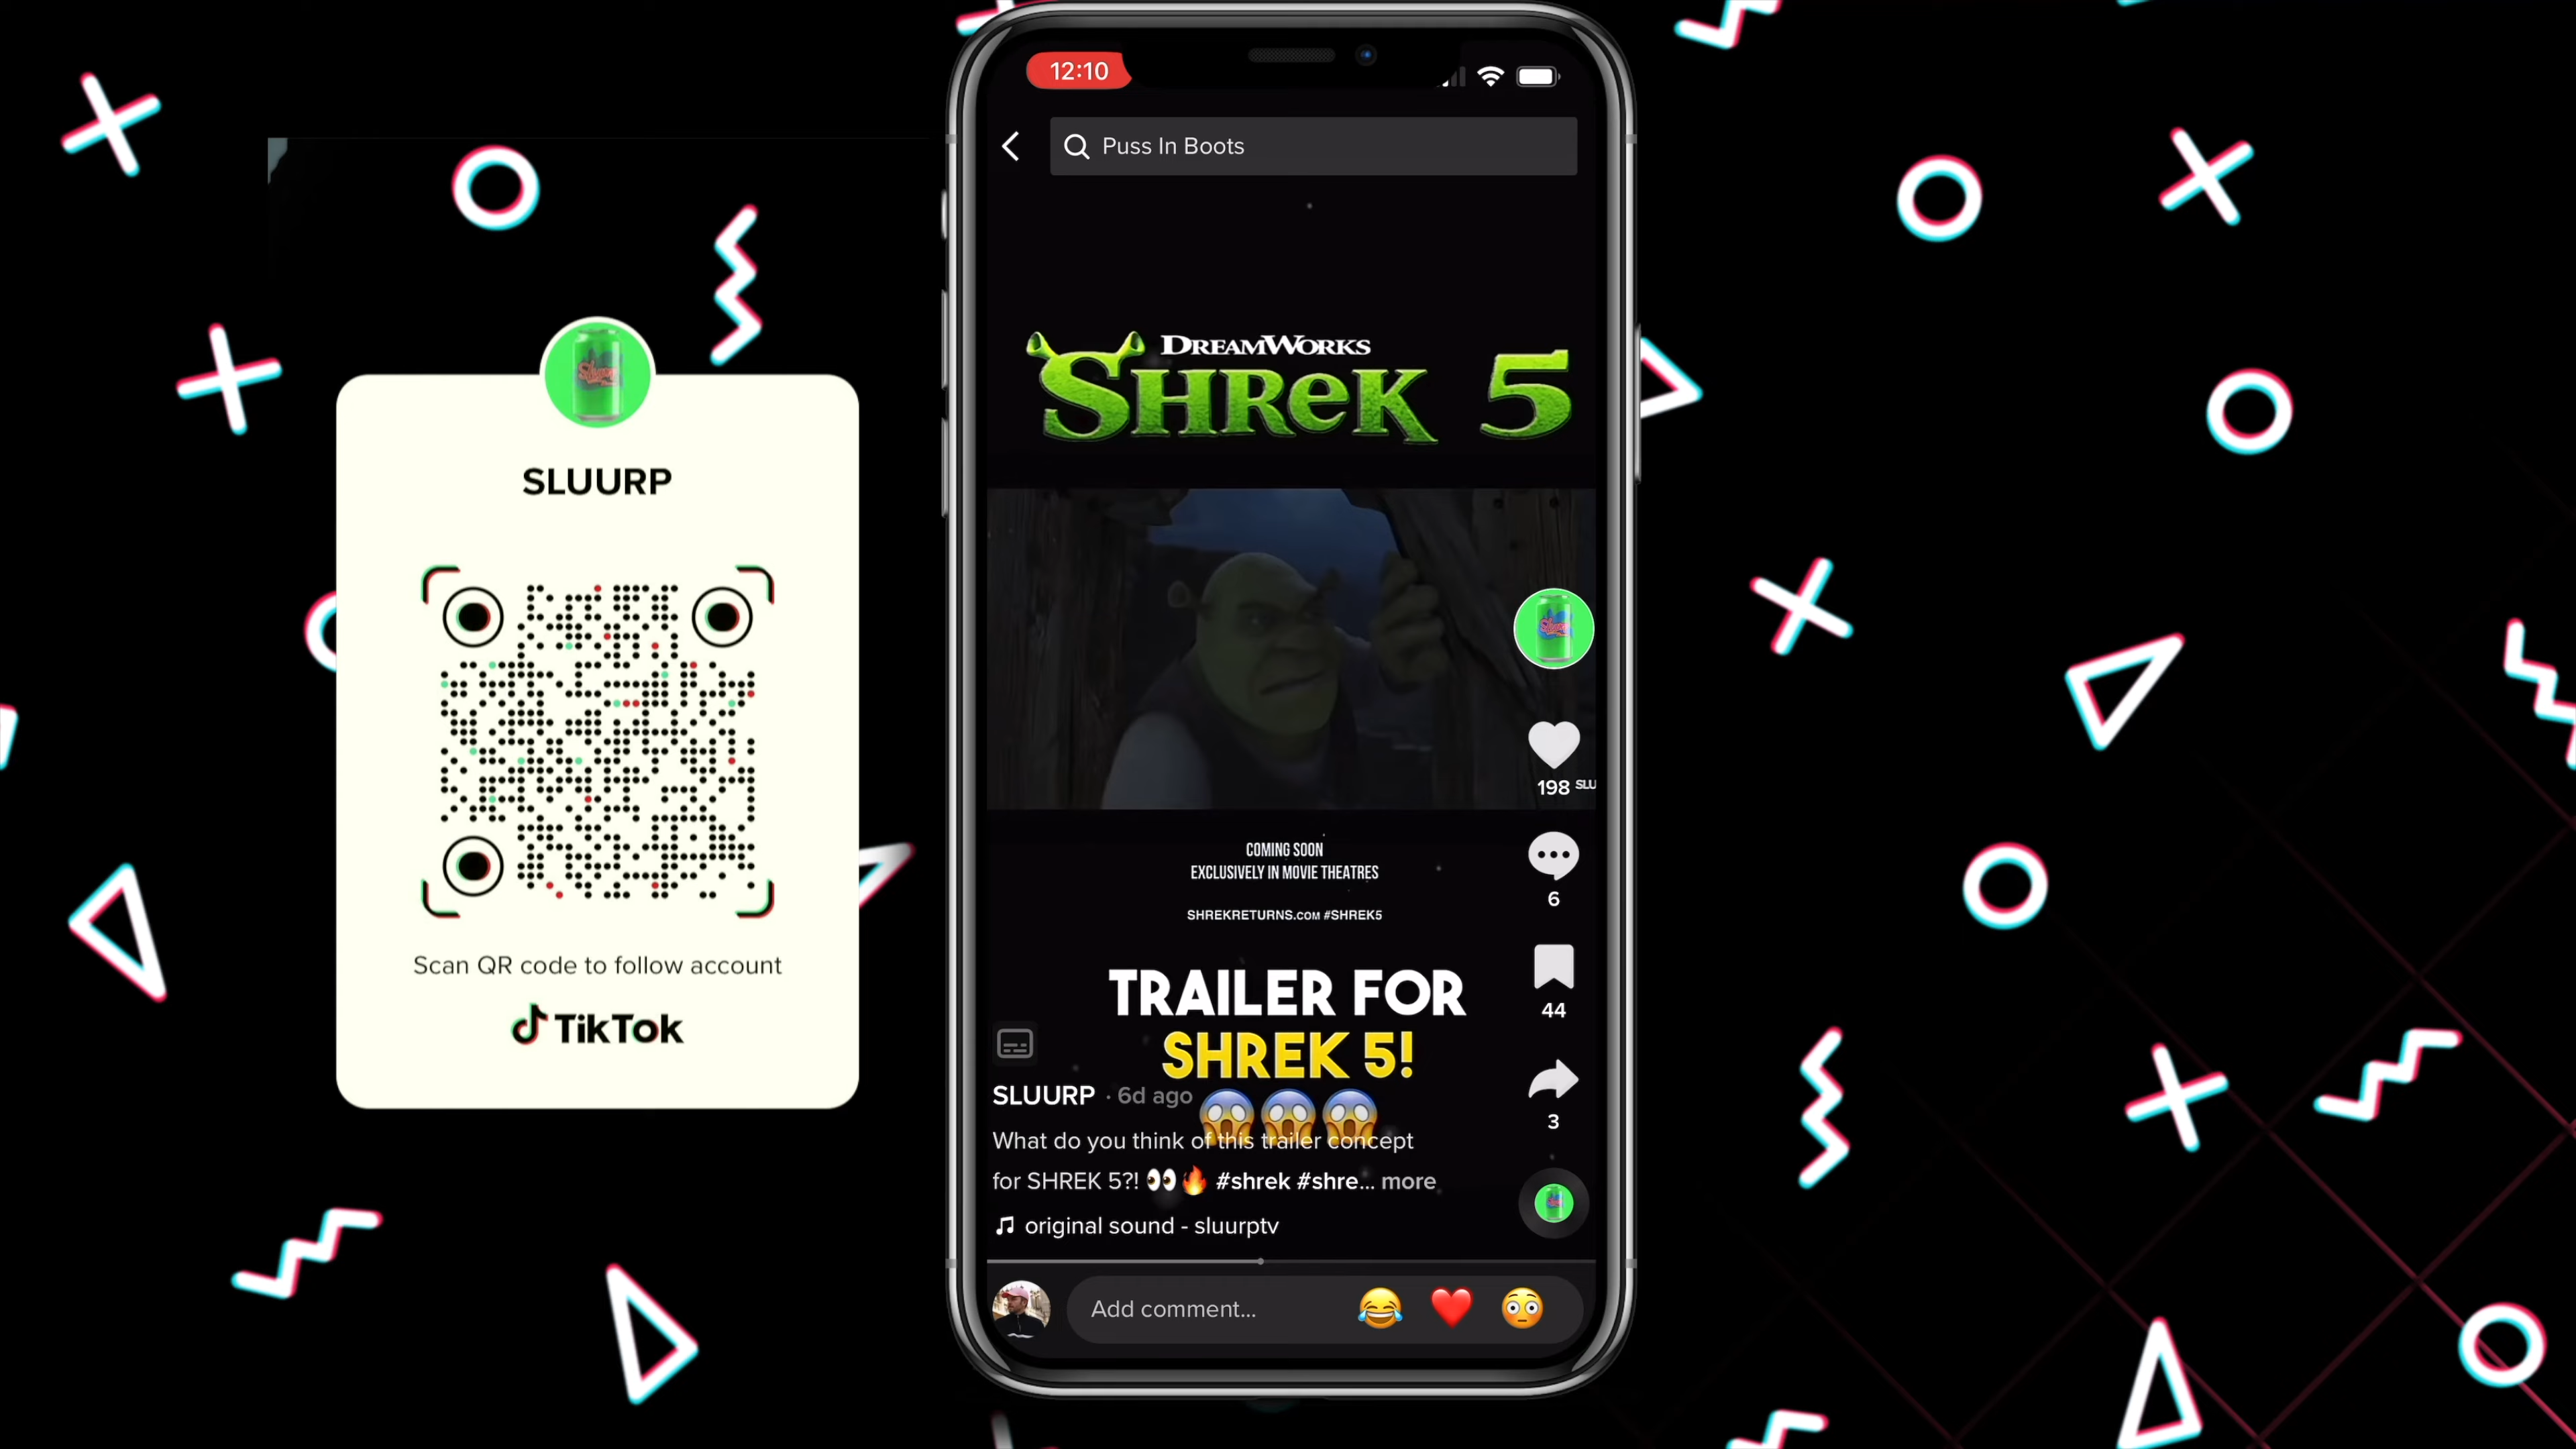 SLUURP
Scan QR code to follow account
TikTok
12:10
Puss In Boots
DREAMWORKS
SHREK 5
198
SLU
6
COMING SOON
EXCLUSIVELY IN MOVIE THEATRES
SHREKRETURNS.COM #SHREK5
44
TRAILER FOR
SHREK 5!
3
SLUURP · 6d ago
What do you think of this trailer concept
for SHREK 5?! 👀🔥 #shrek #shre... more
original sound - sluurptv
Add comment...